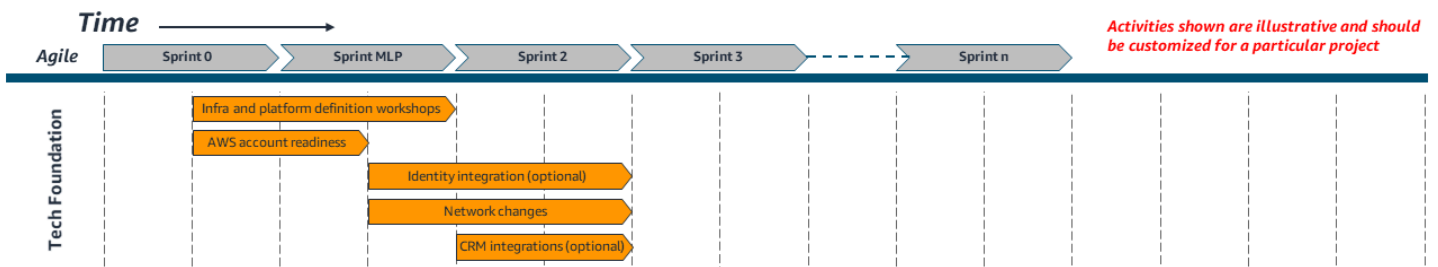 Time
Activities shown are illustrative and should
be customized for a particular project
Agile
Sprint 0
Sprint MLP
Sprint 2
Sprint 3
Sprint n
Tech Foundation
Infra and platform definition workshops
AWS account readiness
Identity integration (optional)
Network changes
CRM integrations (optional)